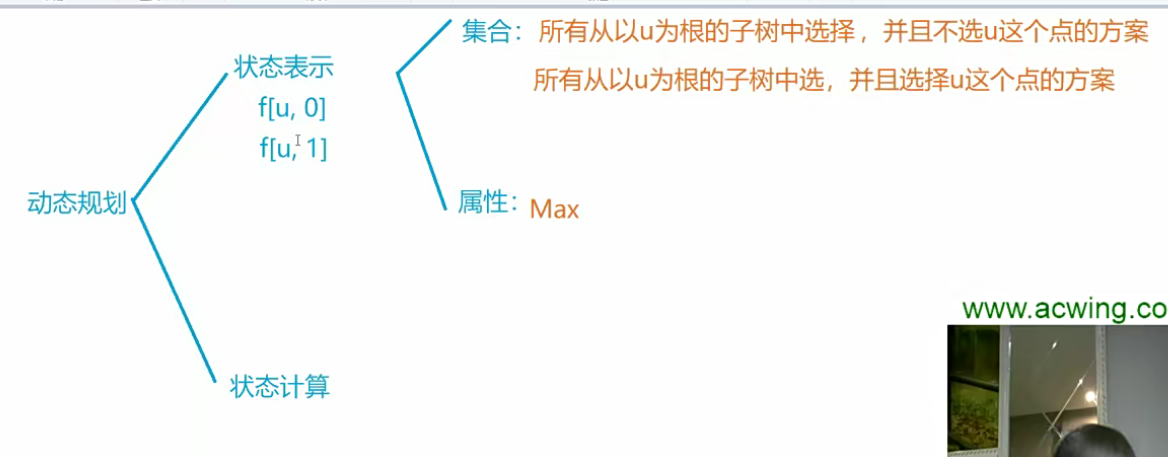 集合：所有从以u为根的子树中选择，并且不选u这个点的方案
所有从以u为根的子树中选，并且选择u这个点的方案
状态表示
f[u, 0]
f[u, 1]
动态规划
属性：Max
状态计算
www.acwing.co